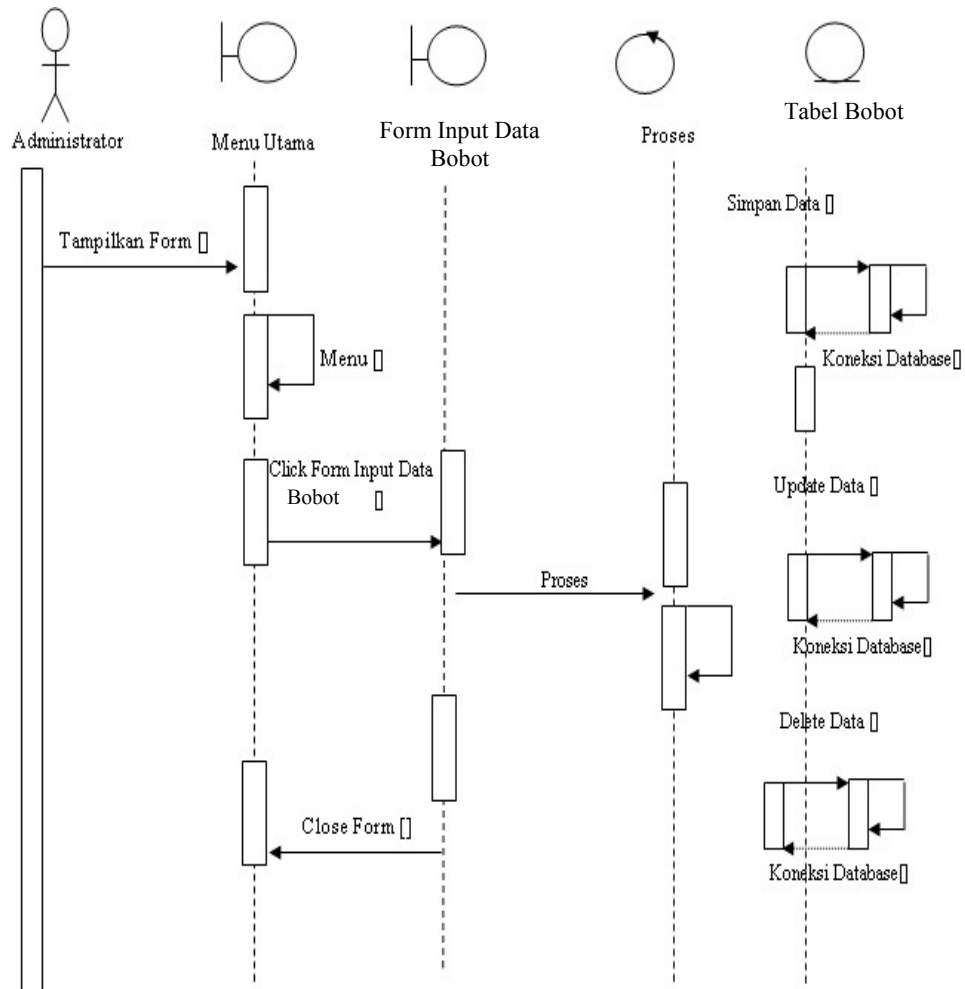 Administrator
Menu Utama
Form Input Data
Bobot
Proses
Tabel Bobot
Simpan Data []
Tampilkan Form []
Menu []
Koneksi Database[]
Click Form Input Data
Bobot []
Update Data []
Proses
Koneksi Database[]
Delete Data []
Close Form []
Koneksi Database[]